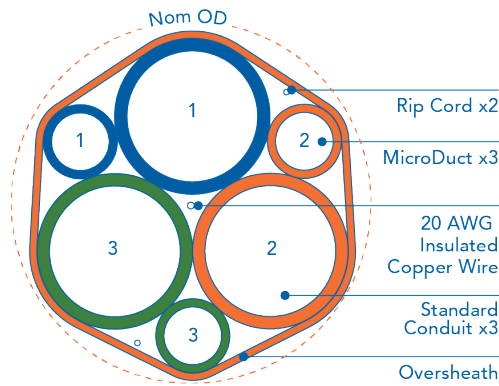 Nom OD
1
Rip Cord x2
1
2
MicroDuct x3
20 AWG
Insulated
Copper Wire
3
2
Standard
Conduit x3
3
Oversheath